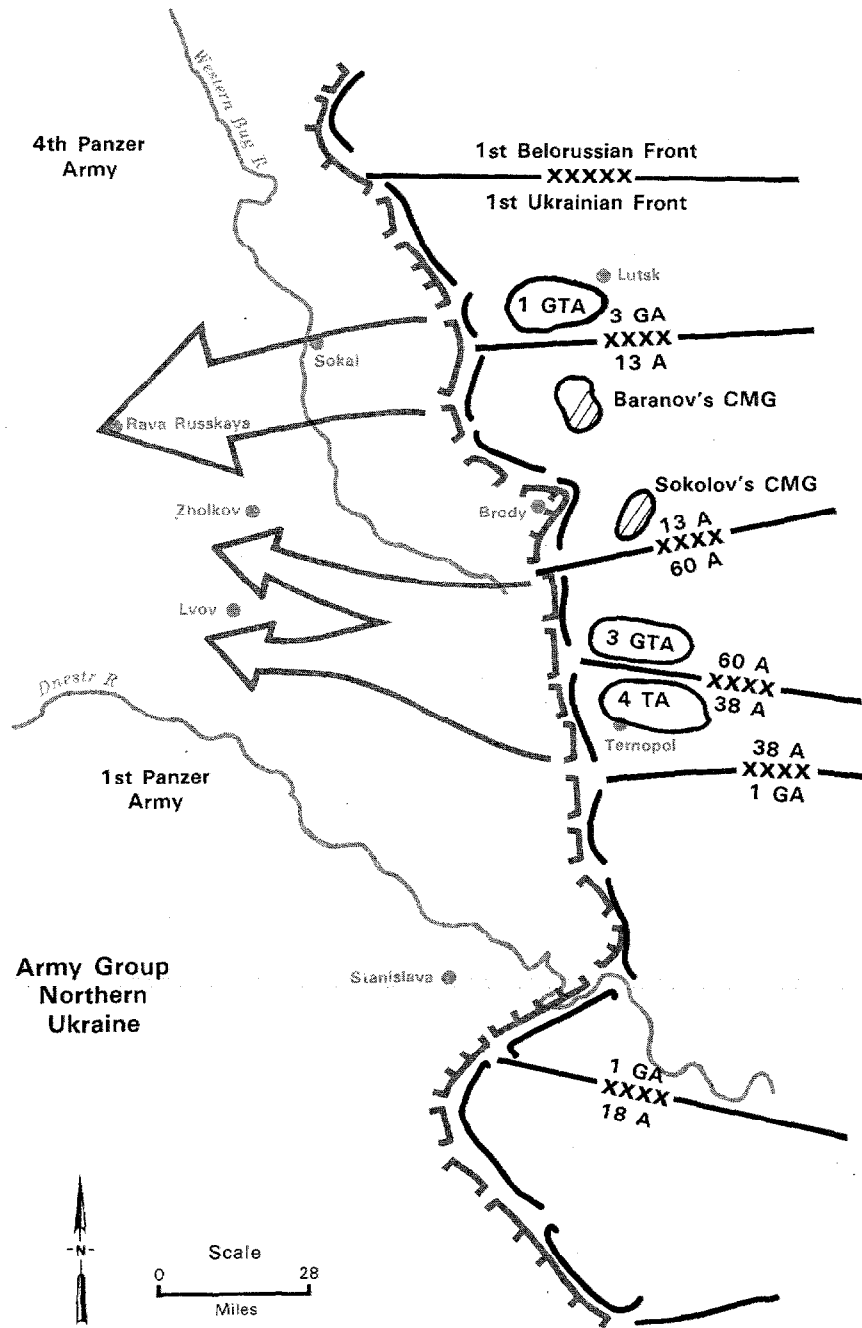 Western Bug R
4th Panzer
Army
1st Belorussian Front
XXXXX
1st Ukrainian Front
Lutsk
1 GTA
3 GA
XXXX
13 A
Sokal
Baranov's CMG
Rava Russkaya
Sokolov's CMG
Zholkov
Brody
13 A
XXXX
60 A
Lvov
3 GTA
60 A
XXXX
38 A
Dnestr R
4 TA
Ternopol
38 A
XXXX
1 GA
1st Panzer
Army
Army Group
Northern
Ukraine
Stanislava
1 GA
XXXX
18 A
N
Scale
0 28
Miles